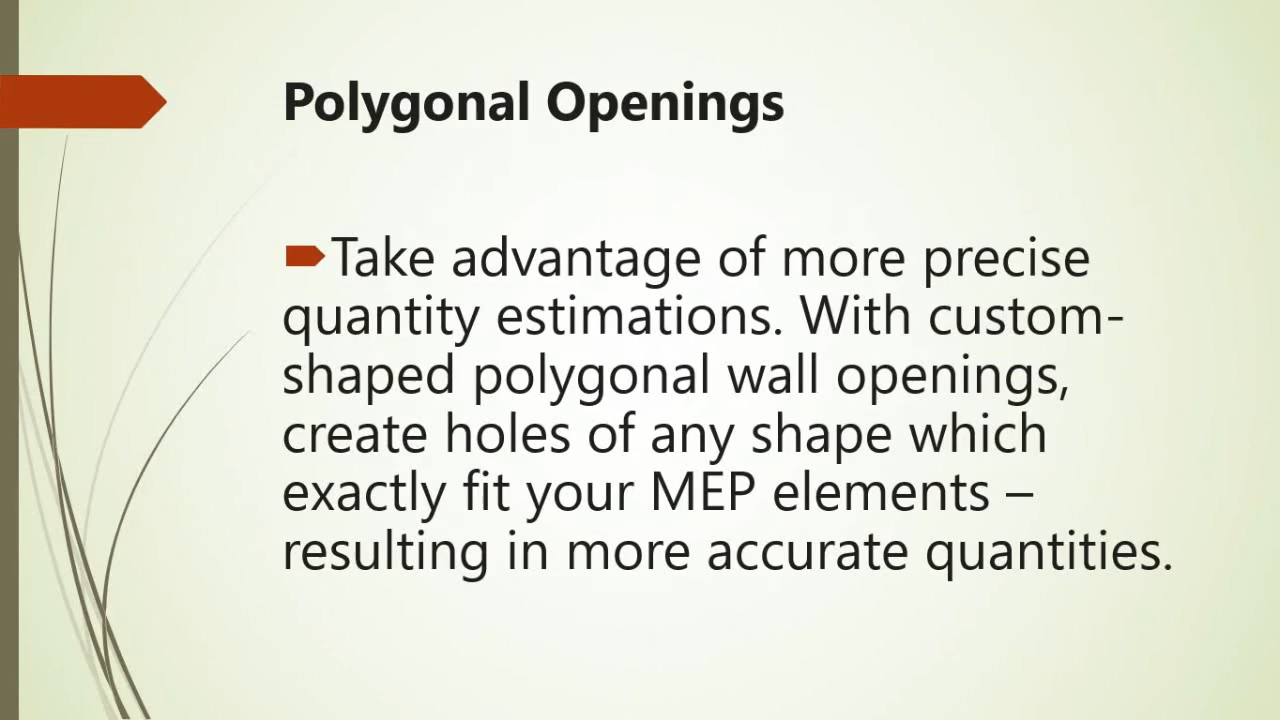 Polygonal Openings
Take advantage of more precise
quantity estimations. With custom-
shaped polygonal wall openings,
create holes of any shape which
exactly fit your MEP elements –
resulting in more accurate quantities.